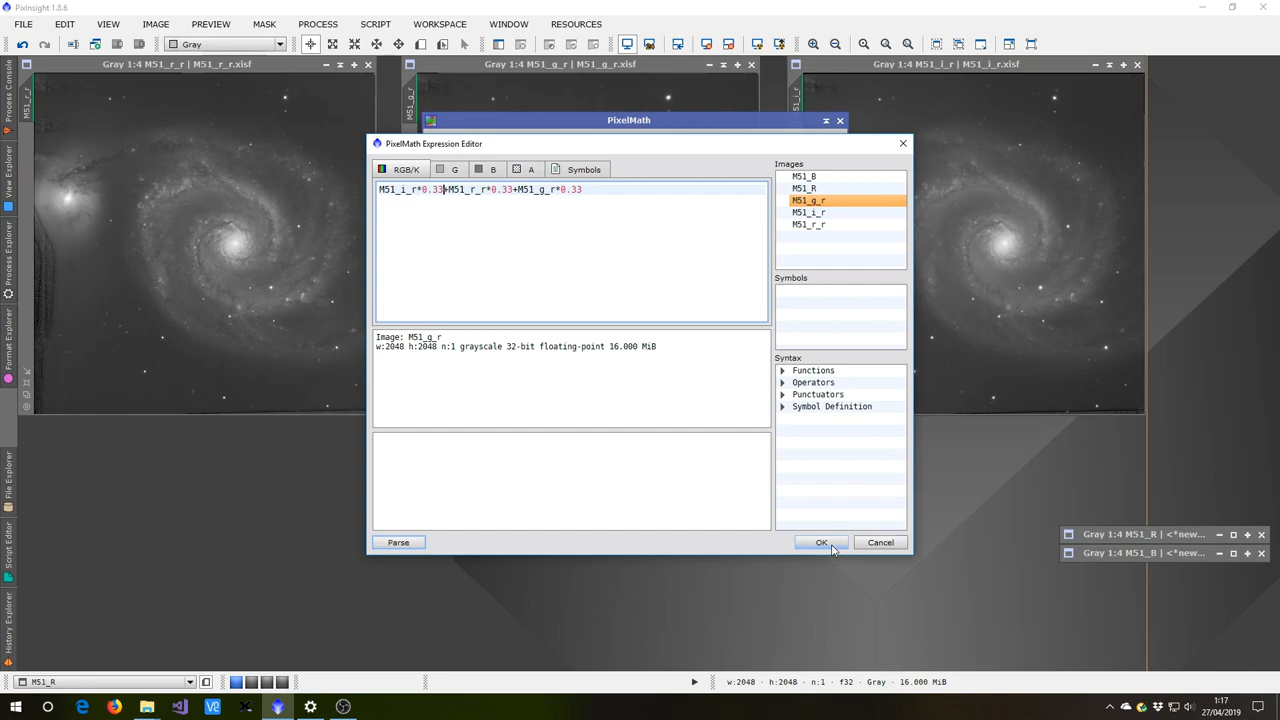 PixInsight 1.8.6
FILE EDIT VIEW IMAGE PREVIEW MASK PROCESS SCRIPT WORKSPACE WINDOW RESOURCES
Gray
Gray 1:4 M51_r_r | M51_r_r.xisf
Gray 1:4 M51_g_r | M51_g_r.xisf
Gray 1:4 M51_i_r | M51_i_r.xisf
M51_r_r
M51_g_r
M51_i_r
Process Console
Process Explorer
Format Explorer
File Explorer
Script Editor
History Explorer
PixelMath
PixelMath Expression Editor
RGB/K G B A Symbols
M51_i_r*0.33+M51_r_r*0.33+M51_g_r*0.33
Image: M51_g_r
w:2048 h:2048 n:1 grayscale 32-bit floating-point 16.000 MiB
Images
M51_B
M51_R
M51_g_r
M51_i_r
M51_r_r
Symbols
Syntax
Functions
Operators
Punctuators
Symbol Definition
Parse OK Cancel
Gray 1:4 M51_R | <*new...
Gray 1:4 M51_B | <*new...
M51_R
w:2048 · h:2048 · n:1 · f32 · Gray · 16.000 MiB
1:17
27/04/2019